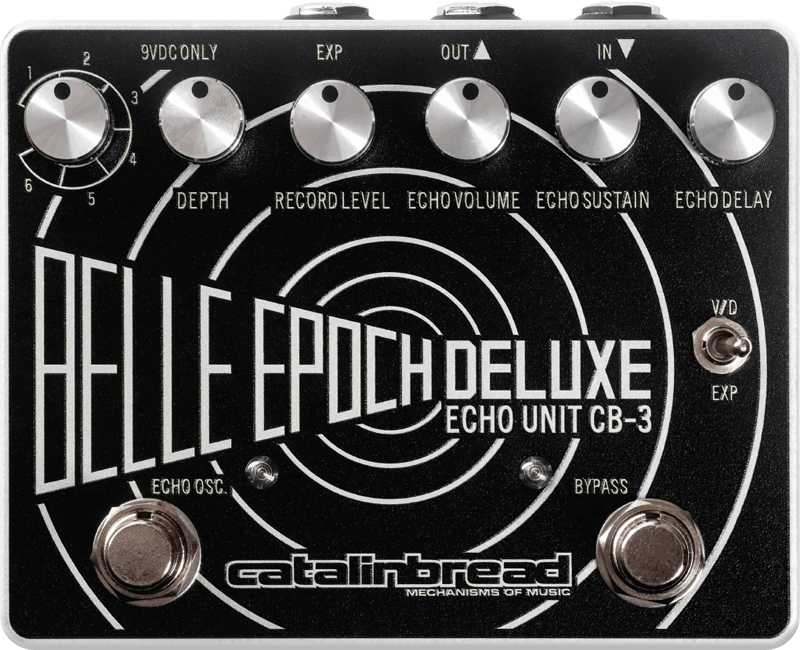 9VDC ONLY EXP OUT IN
1 2 3 4 5 6
DEPTH RECORD LEVEL ECHO VOLUME ECHO SUSTAIN ECHO DELAY
V/D
EXP
BELLE EPOCH DELUXE
ECHO UNIT CB-3
ECHO OSC. BYPASS
catalinbread
MECHANISMS OF MUSIC